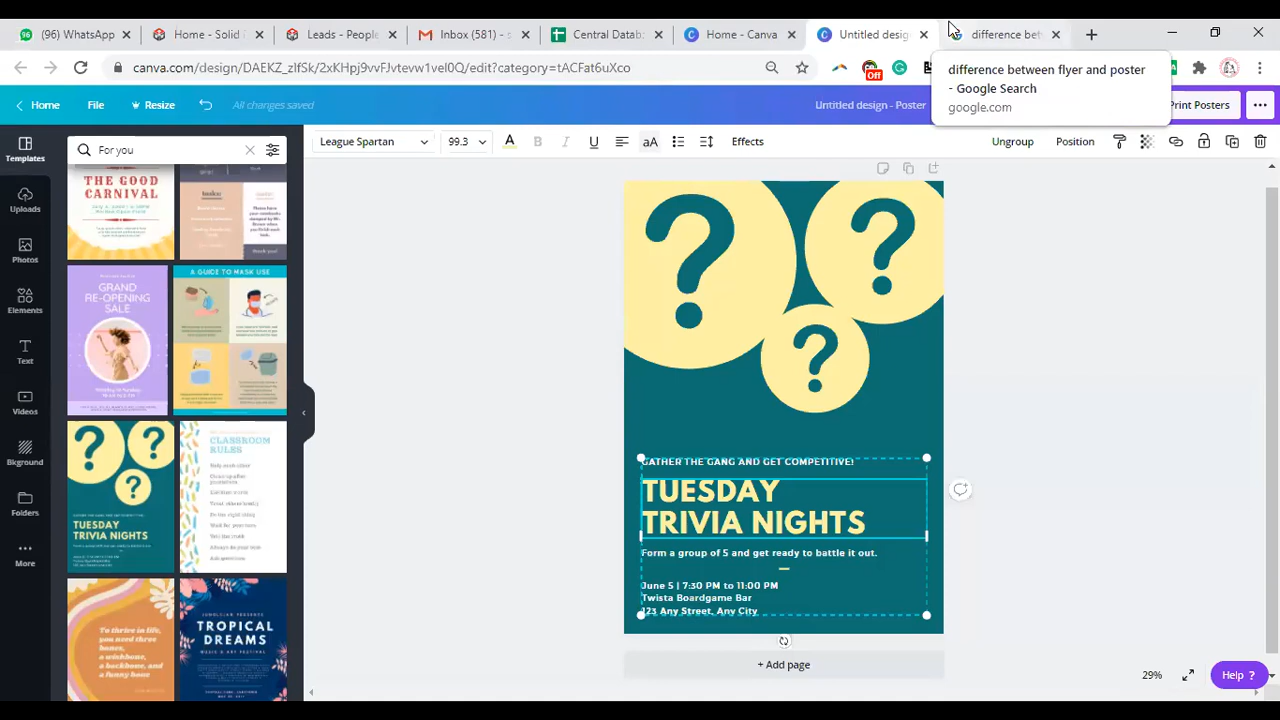 (96) WhatsApp
Home - Solid
Leads - People
Inbox (581) - s
Central Datab
Home - Canva
Untitled design
difference bet
canva.com/design/DAEKZ_zIfSk/2xKHpj9vvFJvtevw1vel0Q/edit?category=tACFat6uXco
Off
difference between flyer and poster
- Google Search
google.com
Home
File
Resize
All changes saved
Untitled design - Poster
Print Posters
Templates
Uploads
Photos
Elements
Text
Videos
Bkground
Folders
More
For you
League Spartan
99.3
A
B
I
U
aA
Effects
Ungroup
Position
THE GOOD
CARNIVAL
GRAND
RE-OPENING
SALE
A GUIDE TO MASK USE
TUESDAY
TRIVIA NIGHTS
CLASSROOM
RULES
To thrive in life,
you need three
bones,
a wishbone,
a backbone, and
a funny bone
TROPICAL
DREAMS
MUSIC & ART FESTIVAL
? ? ?
GATHER THE GANG AND GET COMPETITIVE!
TUESDAY
TRIVIA NIGHTS
Form a group of 5 and get ready to battle it out.
June 5 | 7:30 PM to 11:00 PM
Twista Boardgame Bar
123 Any Street, Any City
+ Add page
29%
Help ?